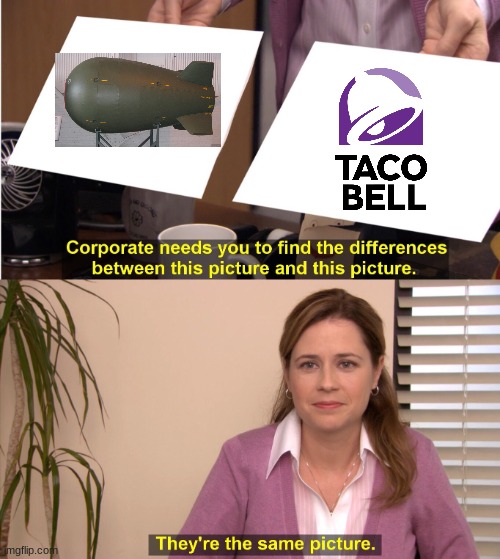 TACO
BELL
Corporate needs you to find the differences
between this picture and this picture.
They're the same picture.
imgflip.com